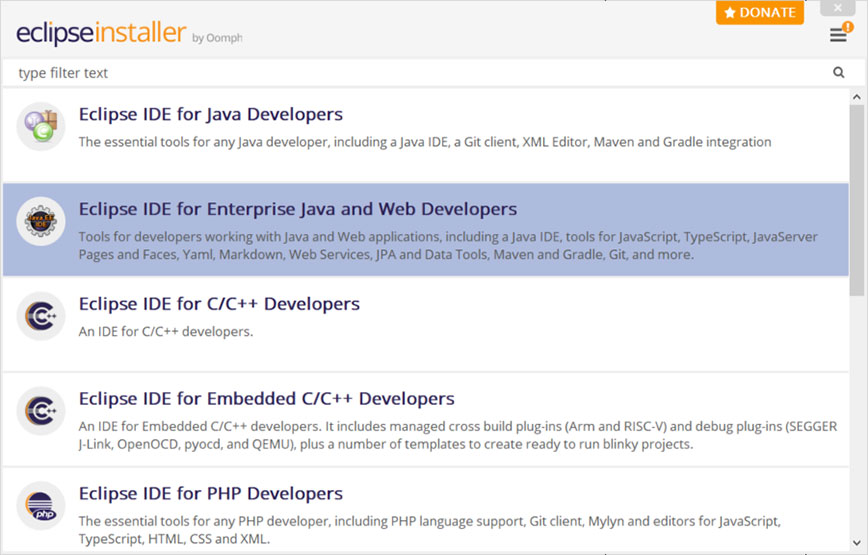 DONATE
eclipseinstaller by Oomph
!
type filter text
Eclipse IDE for Java Developers
The essential tools for any Java developer, including a Java IDE, a Git client, XML Editor, Maven and Gradle integration
Java EE
IDE
Eclipse IDE for Enterprise Java and Web Developers
Tools for developers working with Java and Web applications, including a Java IDE, tools for JavaScript, TypeScript, JavaServer
Pages and Faces, Yaml, Markdown, Web Services, JPA and Data Tools, Maven and Gradle, Git, and more.
C++
Eclipse IDE for C/C++ Developers
An IDE for C/C++ developers.
C++
Eclipse IDE for Embedded C/C++ Developers
An IDE for Embedded C/C++ developers. It includes managed cross build plug-ins (Arm and RISC-V) and debug plug-ins (SEGGER
J-Link, OpenOCD, pyocd, and QEMU), plus a number of templates to create ready to run blinky projects.
php
Eclipse IDE for PHP Developers
The essential tools for any PHP developer, including PHP language support, Git client, Mylyn and editors for JavaScript,
TypeScript, HTML, CSS and XML.